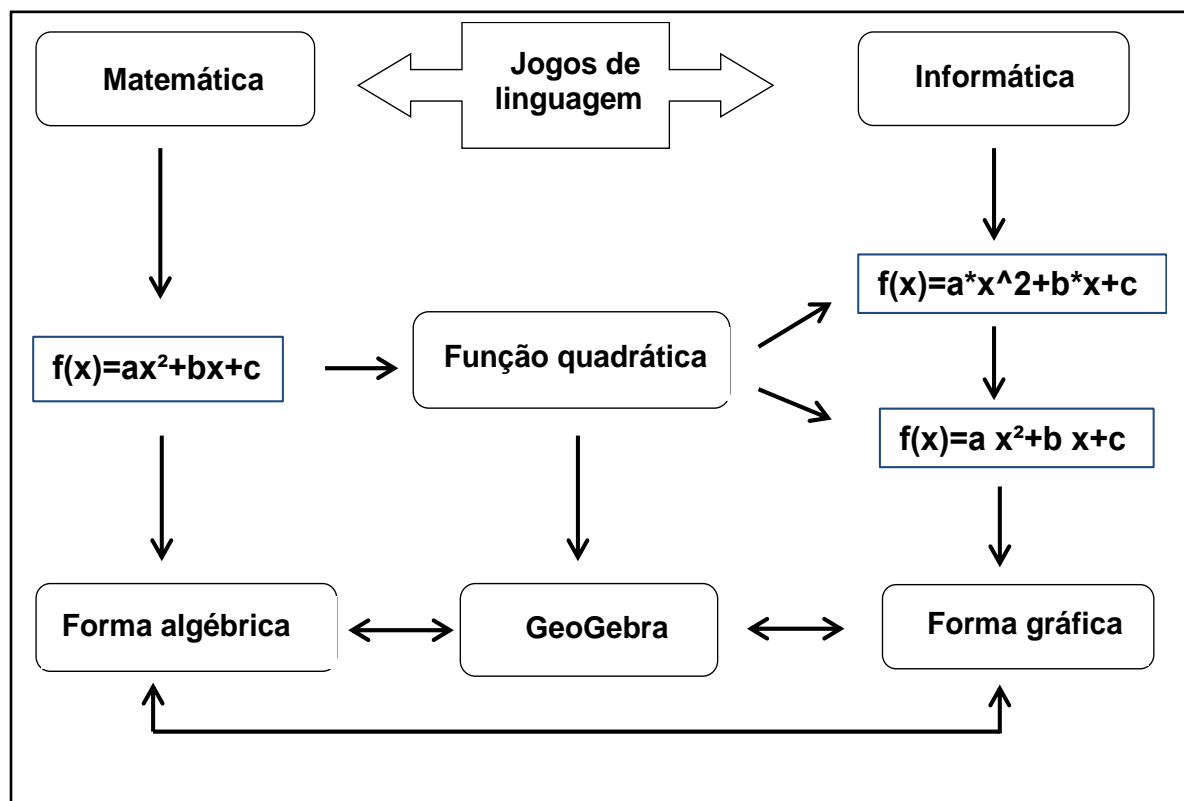 Matemática
Jogos de
linguagem
Informática
f(x)=a*x^2+b*x+c
f(x)=ax²+bx+c
Função quadrática
f(x)=a x²+b x+c
Forma algébrica
GeoGebra
Forma gráfica